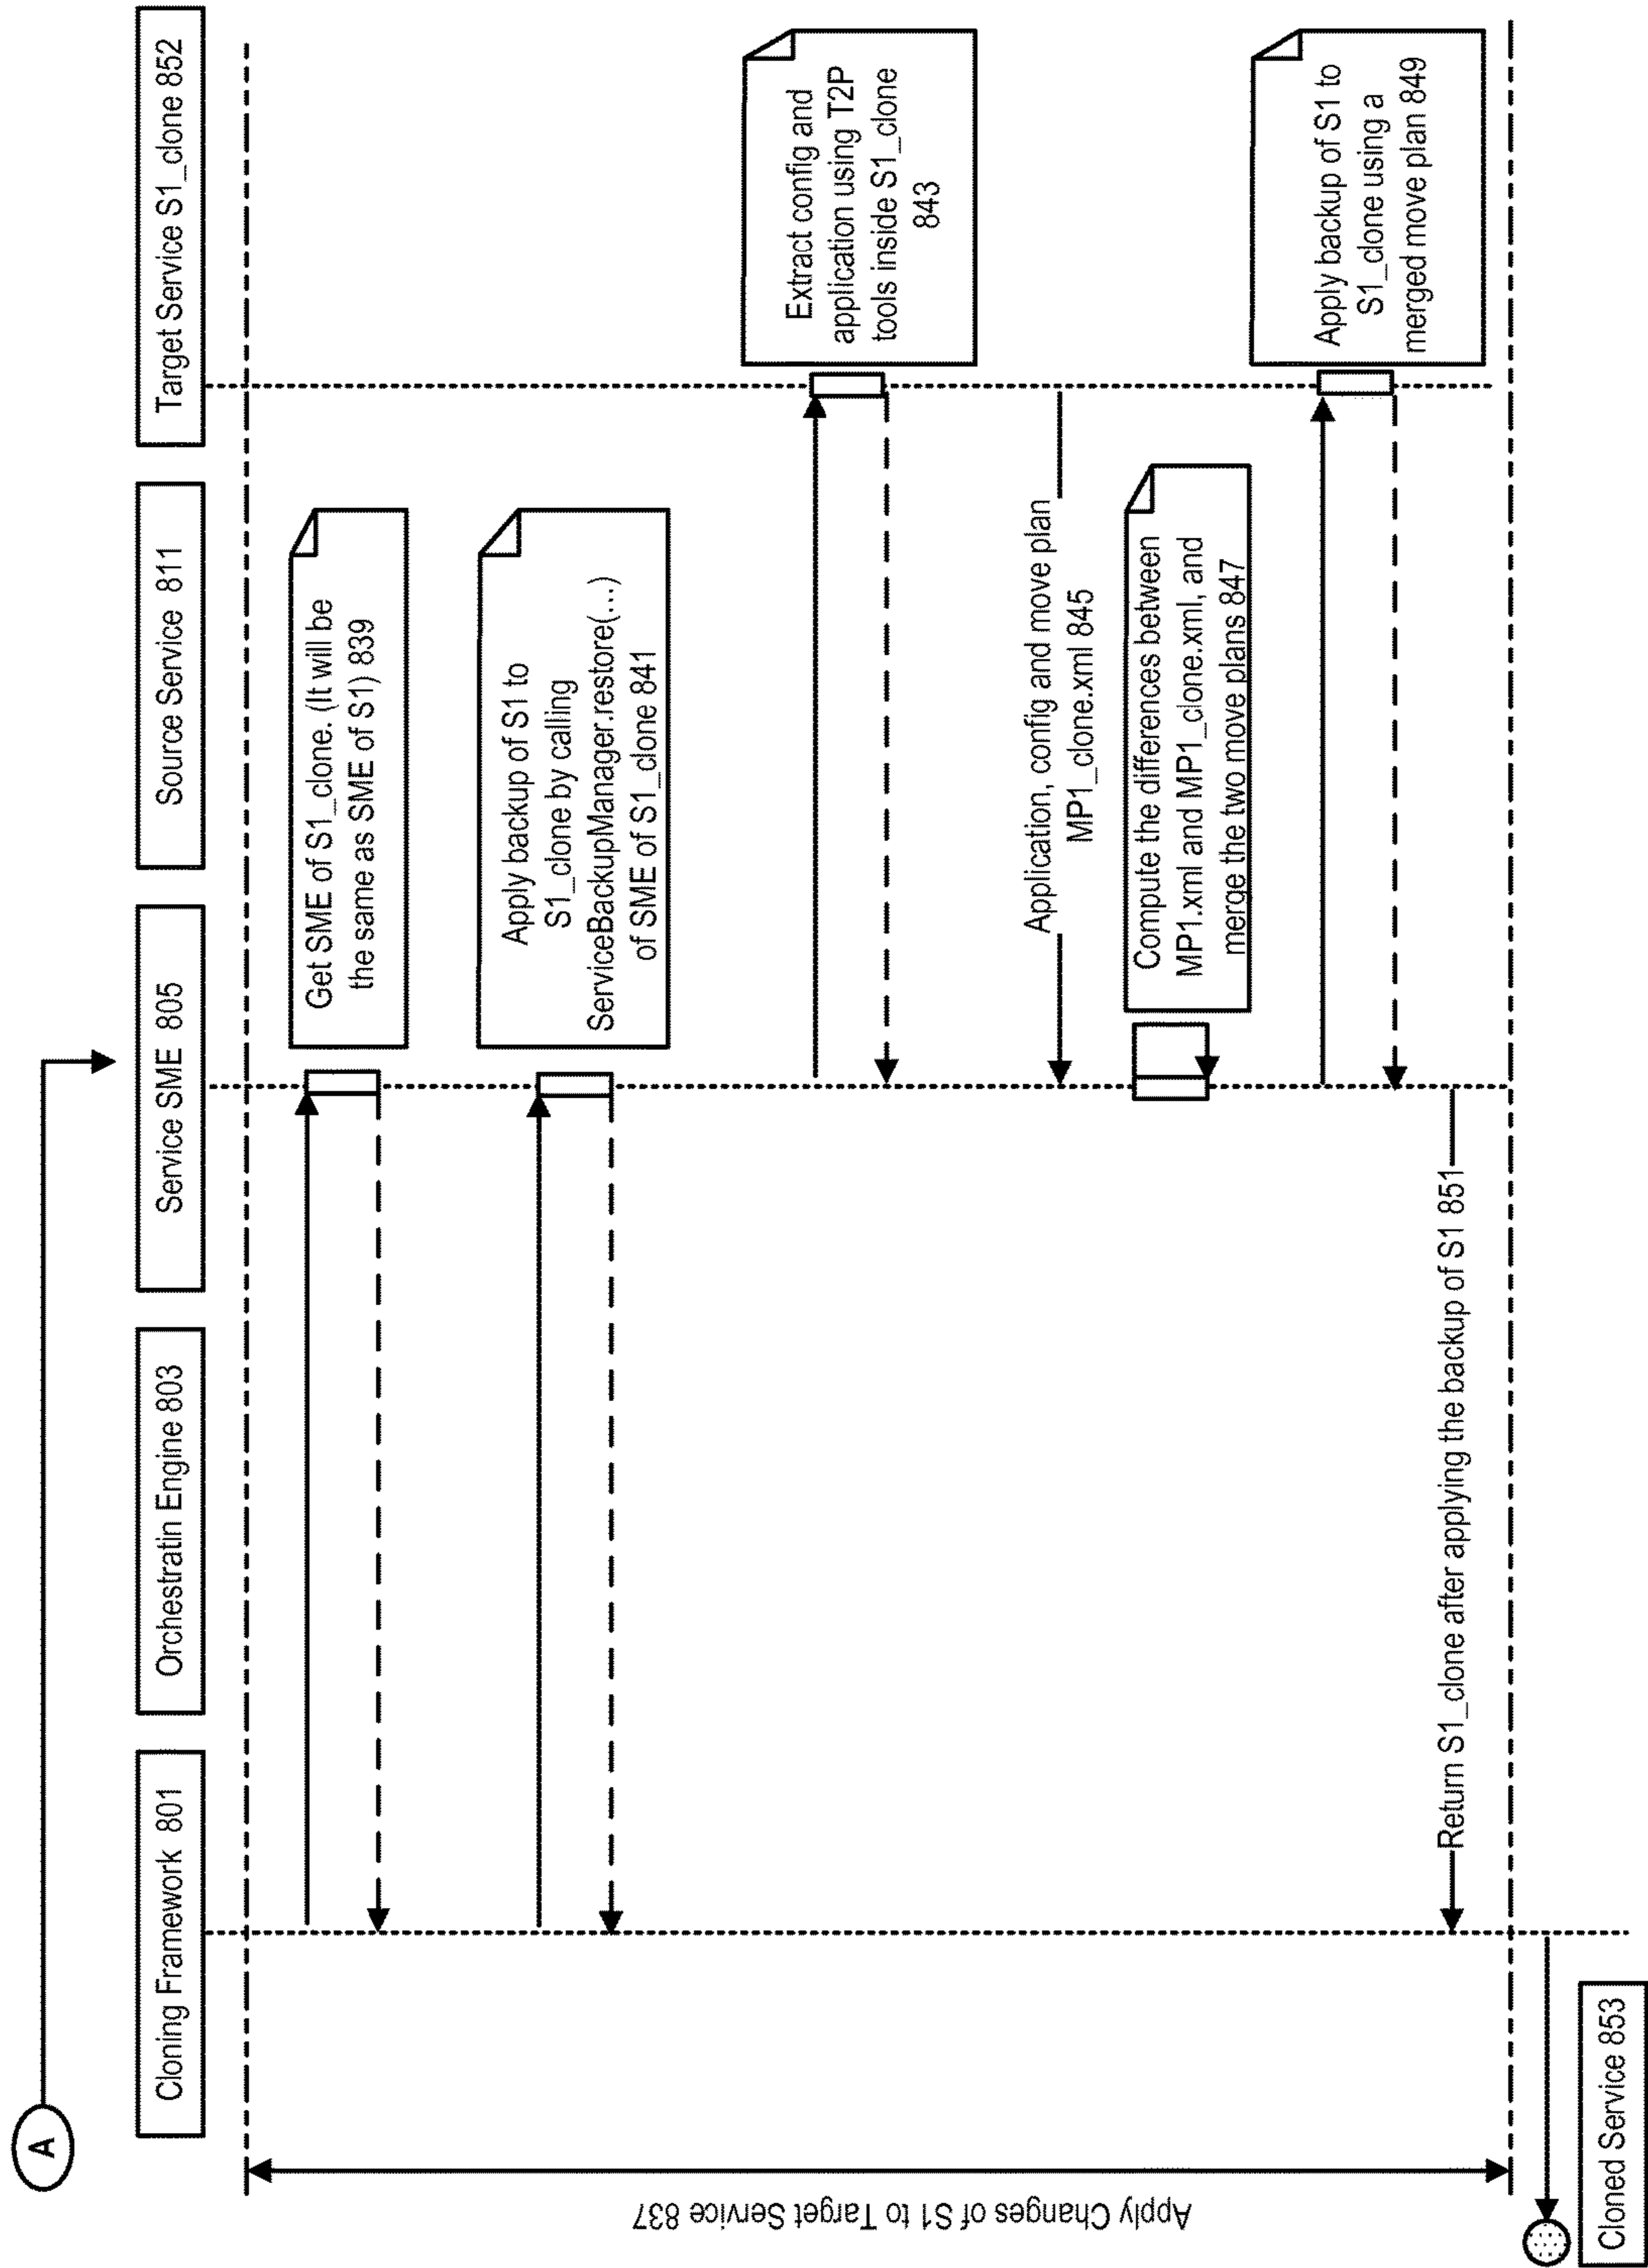 A
Cloning Framework 801
Orchestratin Engine 803
Service SME 805
Source Service 811
Target Service S1_clone 852
Get SME of S1_clone. (It will be
the same as SME of S1) 839
Apply backup of S1 to
S1_clone by calling
ServiceBackupManager.restore(...)
of SME of S1_clone 841
Extract config and
application using T2P
tools inside S1_clone
843
Application, config and move plan
MP1_clone.xml 845
Compute the differences between
MP1.xml and MP1_clone.xml, and
merge the two move plans 847
Apply backup of S1 to
S1_clone using a
merged move plan 849
Return S1_clone after applying the backup of S1 851
Apply Changes of S1 to Target Service 837
Cloned Service 853